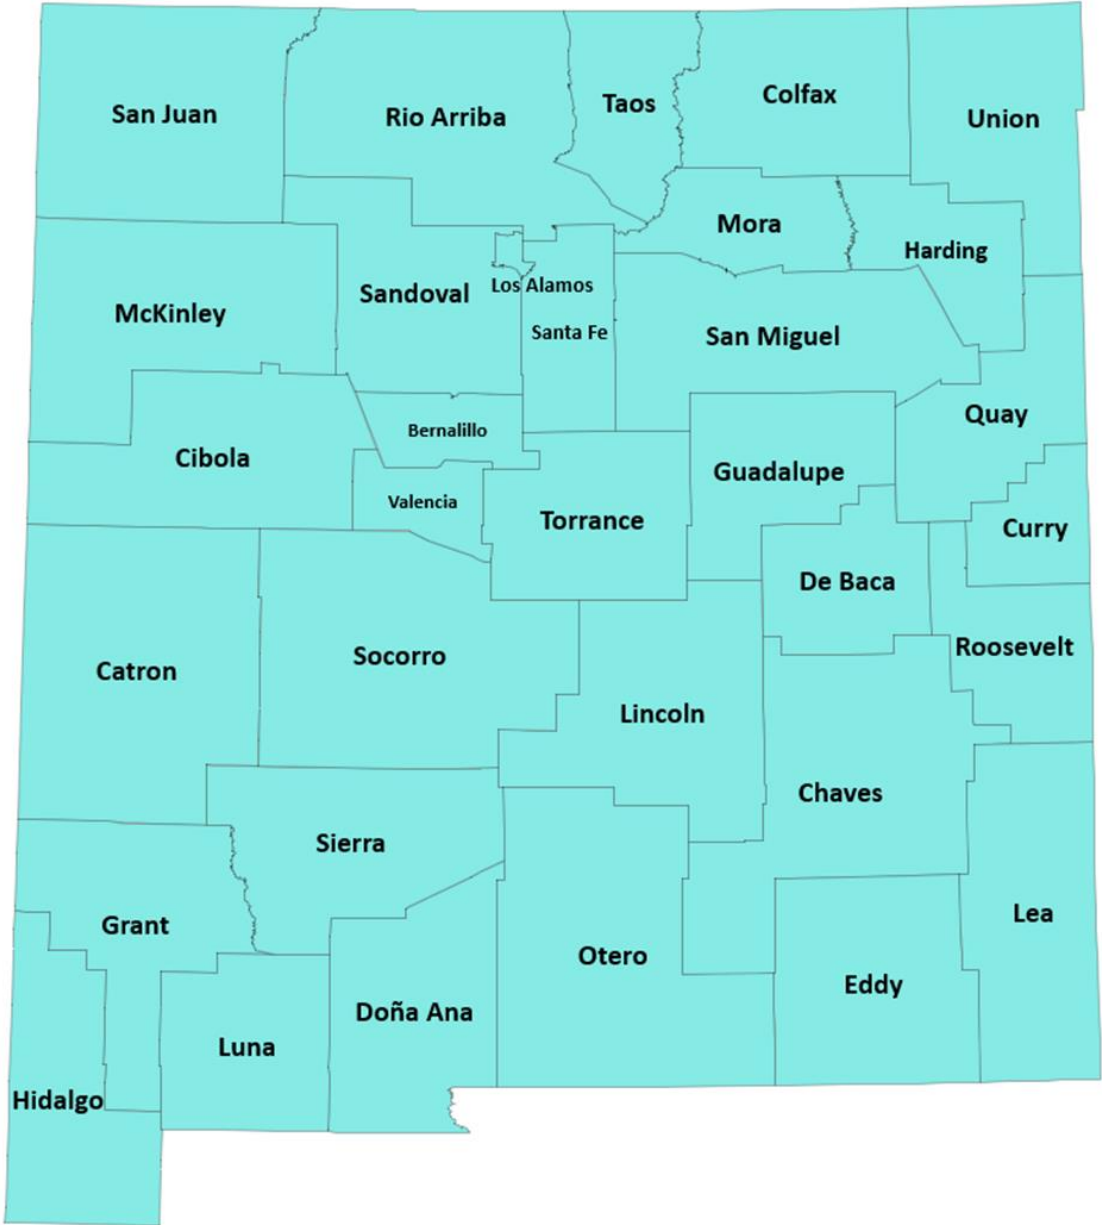 San Juan
Rio Arriba
Taos
Colfax
Union
Mora
Harding
McKinley
Sandoval
Los Alamos
Santa Fe
San Miguel
Quay
Cibola
Bernalillo
Guadalupe
Valencia
Torrance
Curry
De Baca
Catron
Socorro
Roosevelt
Lincoln
Chaves
Sierra
Grant
Otero
Lea
Eddy
Doña Ana
Luna
Hidalgo